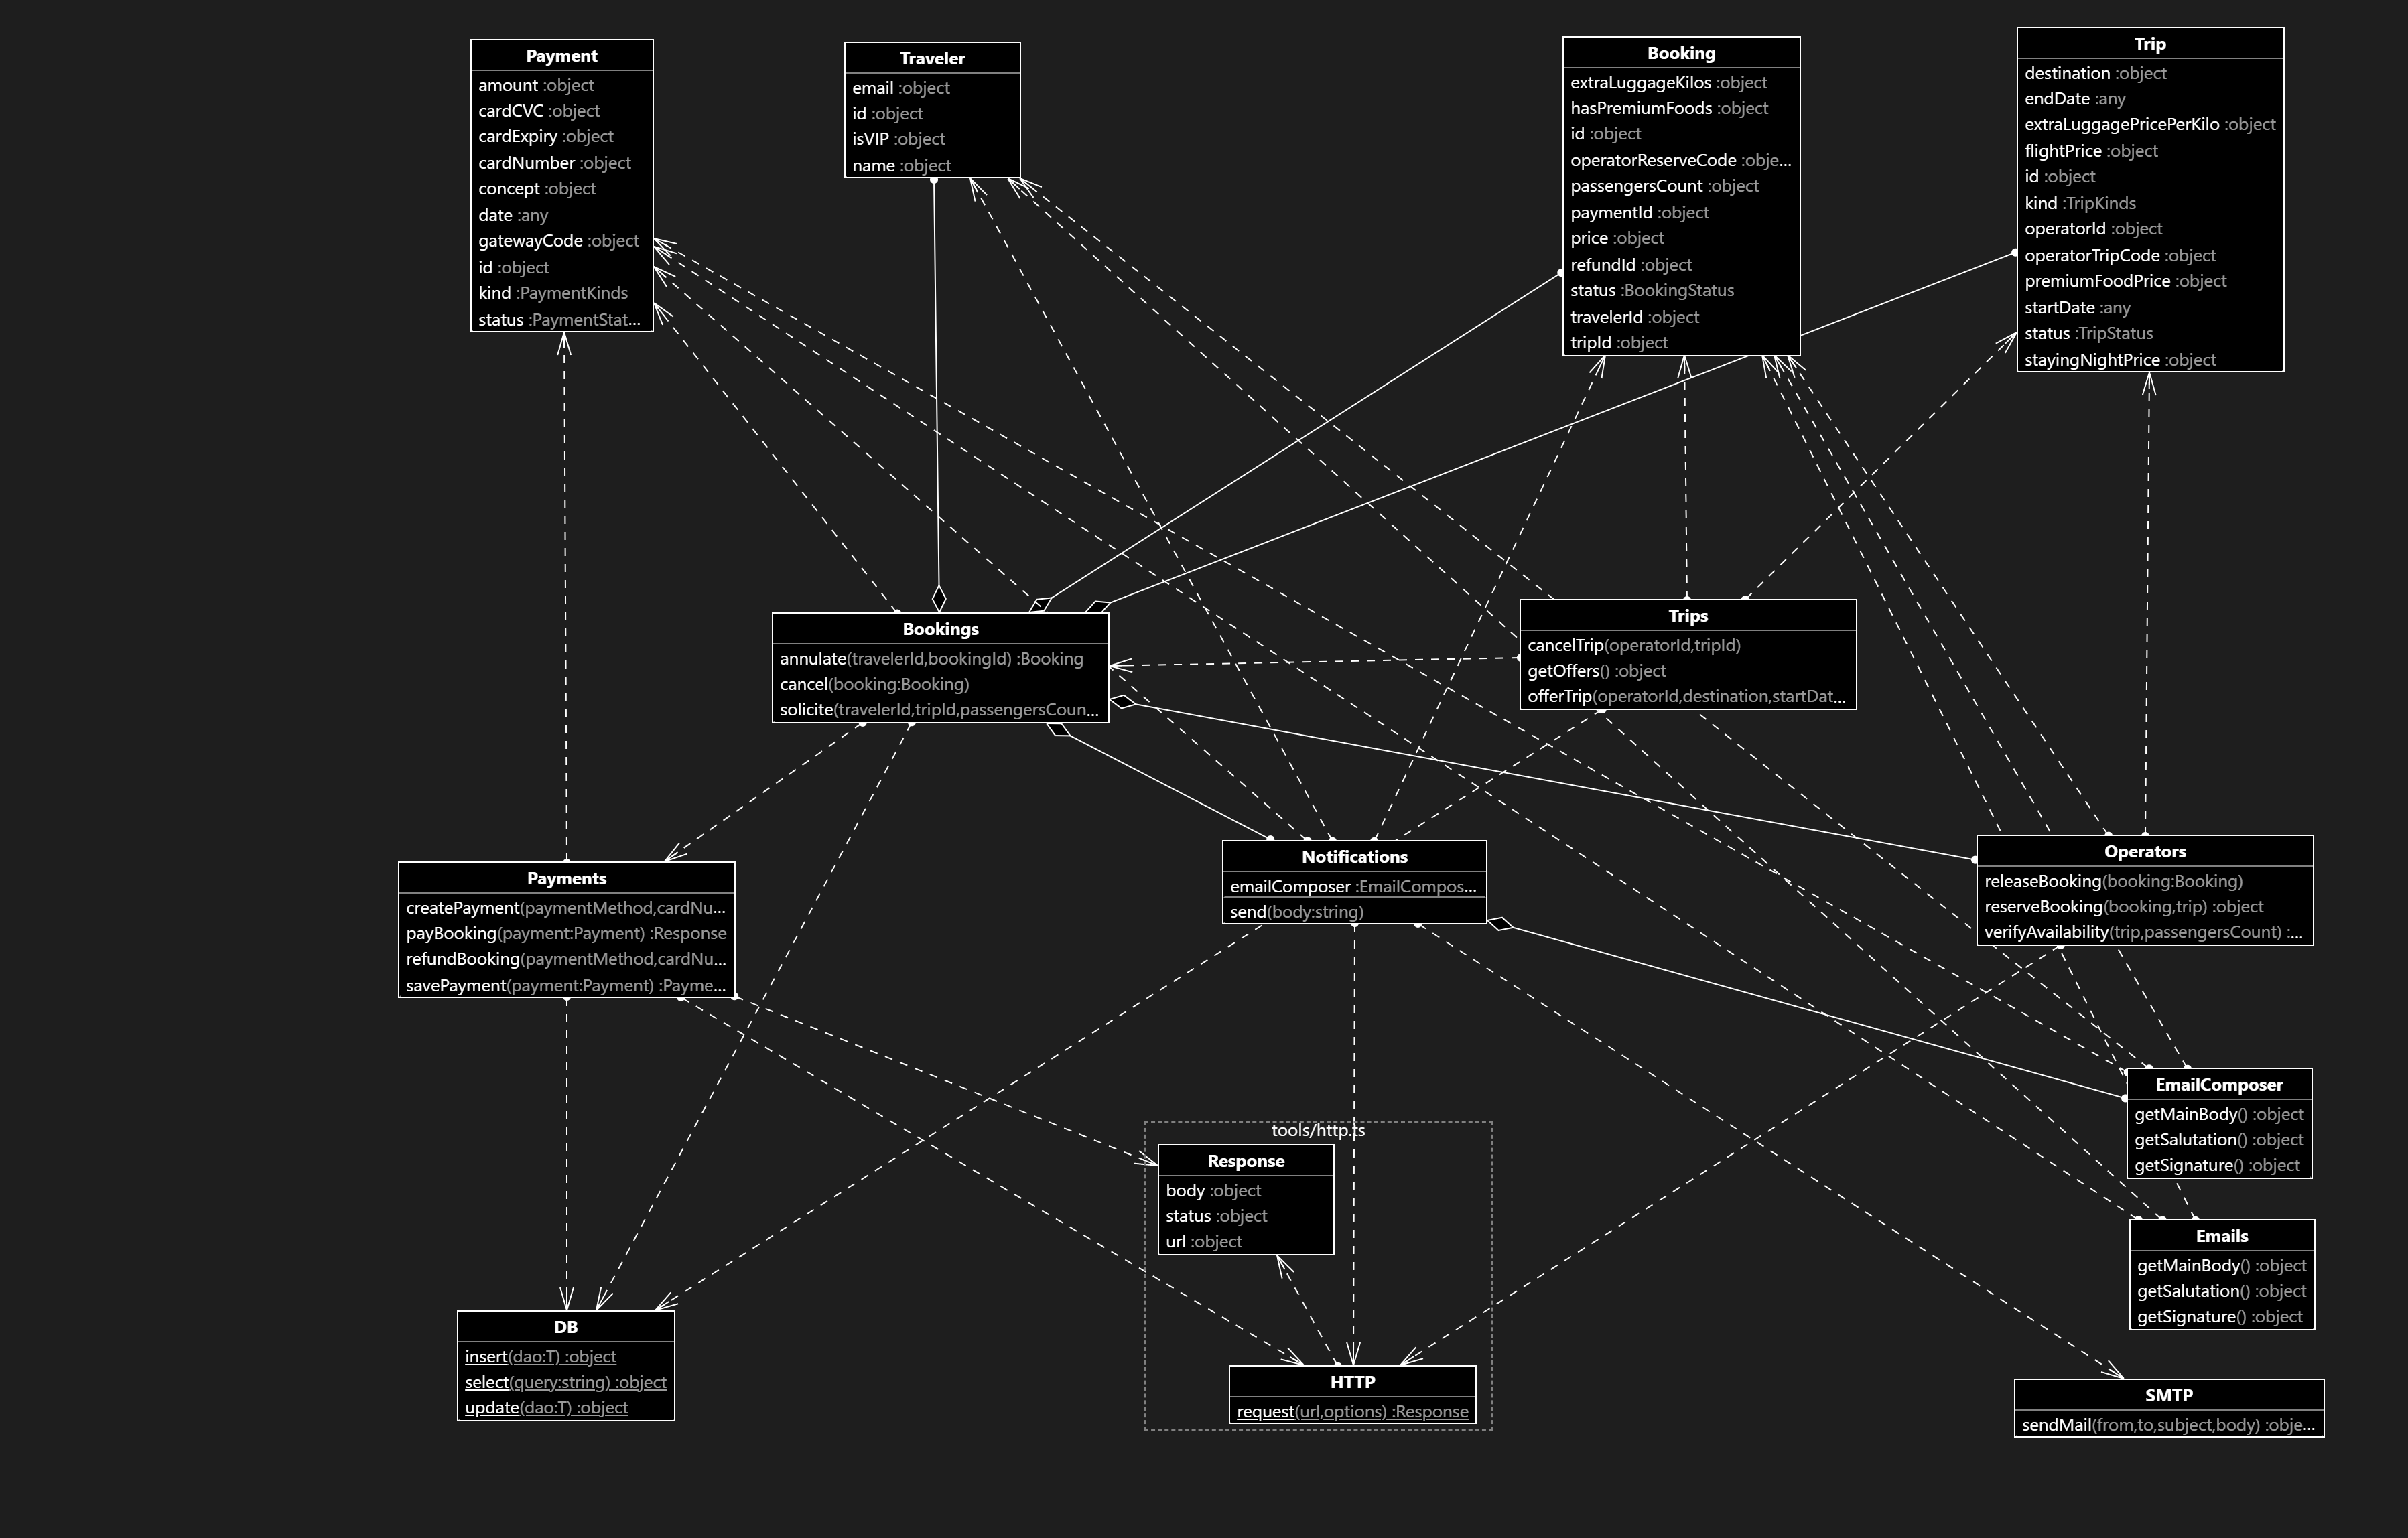 Payment
amount :object
cardCVC :object
cardExpiry :object
cardNumber :object
concept :object
date :any
gatewayCode :object
id :object
kind :PaymentKinds
status :PaymentStat...
Traveler
email :object
id :object
isVIP :object
name :object
Booking
extraLuggageKilos :object
hasPremiumFoods :object
id :object
operatorReserveCode :obje...
passengersCount :object
paymentId :object
price :object
refundId :object
status :BookingStatus
travelerId :object
tripId :object
Trip
destination :object
endDate :any
extraLuggagePricePerKilo :object
flightPrice :object
id :object
kind :TripKinds
operatorId :object
operatorTripCode :object
premiumFoodPrice :object
startDate :any
status :TripStatus
stayingNightPrice :object
Bookings
annulate(travelerId,bookingId) :Booking
cancel(booking:Booking)
solicite(travelerId,tripId,passengersCoun...
Trips
cancelTrip(operatorId,tripId)
getOffers() :object
offerTrip(operatorId,destination,startDat...
Payments
createPayment(paymentMethod,cardNu...
payBooking(payment:Payment) :Response
refundBooking(paymentMethod,cardNu...
savePayment(payment:Payment) :Payme...
Notifications
emailComposer :EmailCompos...
send(body:string)
Operators
releaseBooking(booking:Booking)
reserveBooking(booking,trip) :object
verifyAvailability(trip,passengersCount) :...
EmailComposer
getMainBody() :object
getSalutation() :object
getSignature() :object
tools/http.ts
Response
body :object
status :object
url :object
Emails
getMainBody() :object
getSalutation() :object
getSignature() :object
DB
insert(dao:T) :object
select(query:string) :object
update(dao:T) :object
HTTP
request(url,options) :Response
SMTP
sendMail(from,to,subject,body) :obje...